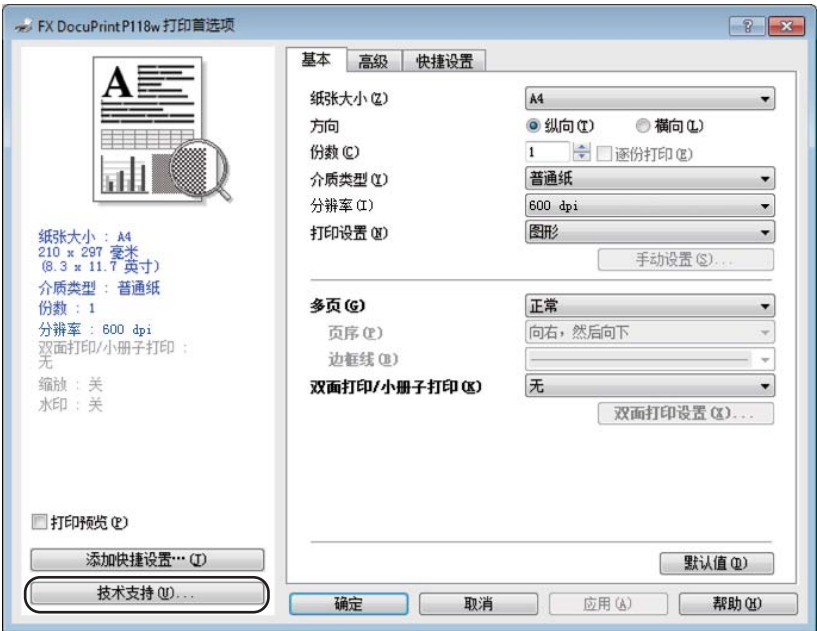 FX DocuPrint P118w 打印首选项
A
纸张大小 : A4
210 x 297 毫米
(8.3 x 11.7 英寸)
介质类型 : 普通纸
份数 : 1
分辨率 : 600 dpi
双面打印/小册子打印 :
无
缩放 : 关
水印 : 关
打印预览(P)
添加快捷设置…(J)
技术支持(U)...
基本 高级 快捷设置
纸张大小(Z) A4
方向 纵向(T) 横向(L)
份数(C) 1 逐份打印(E)
介质类型(Y) 普通纸
分辨率(I) 600 dpi
打印设置(N) 图形
手动设置(S)...
多页(G) 正常
页序(P) 向右，然后向下
边框线(B)
双面打印/小册子打印(K) 无
双面打印设置(X)...
默认值(D)
确定 取消 应用(A) 帮助(H)